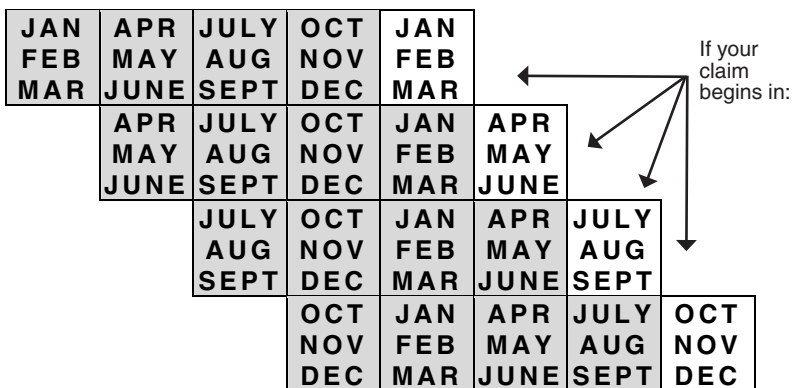 JAN APR JULY OCT JAN
FEB MAY AUG NOV FEB
MAR JUNE SEPT DEC MAR
If your
claim
begins in:
APR JULY OCT JAN APR
MAY AUG NOV FEB MAY
JUNE SEPT DEC MAR JUNE
JULY OCT JAN APR JULY
AUG NOV FEB MAY AUG
SEPT DEC MAR JUNE SEPT
OCT JAN APR JULY OCT
NOV FEB MAY AUG NOV
DEC MAR JUNE SEPT DEC